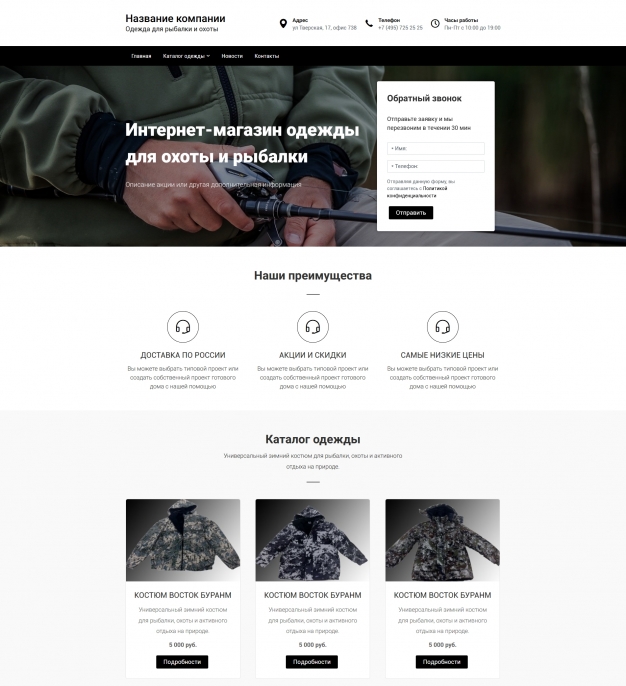 Название компании
Одежда для рыбалки и охоты
Адрес
ул Тверская, 17, офис 738
Телефон
+7 (495) 725 25 25
Часы работы
Пн-Пт с 10:00 до 19:00
Главная Каталог одежды Новости Контакты
Интернет-магазин одежды
для охоты и рыбалки
Описание акции или другая дополнительная информация
Обратный звонок
Отправьте заявку и мы
перезвоним в течении 30 мин
* Имя:
* Телефон:
Отправляя данную форму, вы
соглашаетесь с Политикой
конфиденциальности
Отправить
Наши преимущества
ДОСТАВКА ПО РОССИИ
Вы можете выбрать типовой проект или
создать собственный проект готового
дома с нашей помощью
АКЦИИ И СКИДКИ
Вы можете выбрать типовой проект или
создать собственный проект готового
дома с нашей помощью
САМЫЕ НИЗКИЕ ЦЕНЫ
Вы можете выбрать типовой проект или
создать собственный проект готового
дома с нашей помощью
Каталог одежды
Универсальный зимний костюм для рыбалки, охоты и активного
отдыха на природе.
КОСТЮМ ВОСТОК БУРАНМ
Универсальный зимний костюм
для рыбалки, охоты и активного
отдыха на природе.
5 000 руб.
Подробности
КОСТЮМ ВОСТОК БУРАНМ
Универсальный зимний костюм
для рыбалки, охоты и активного
отдыха на природе.
5 000 руб.
Подробности
КОСТЮМ ВОСТОК БУРАНМ
Универсальный зимний костюм
для рыбалки, охоты и активного
отдыха на природе.
5 000 руб.
Подробности